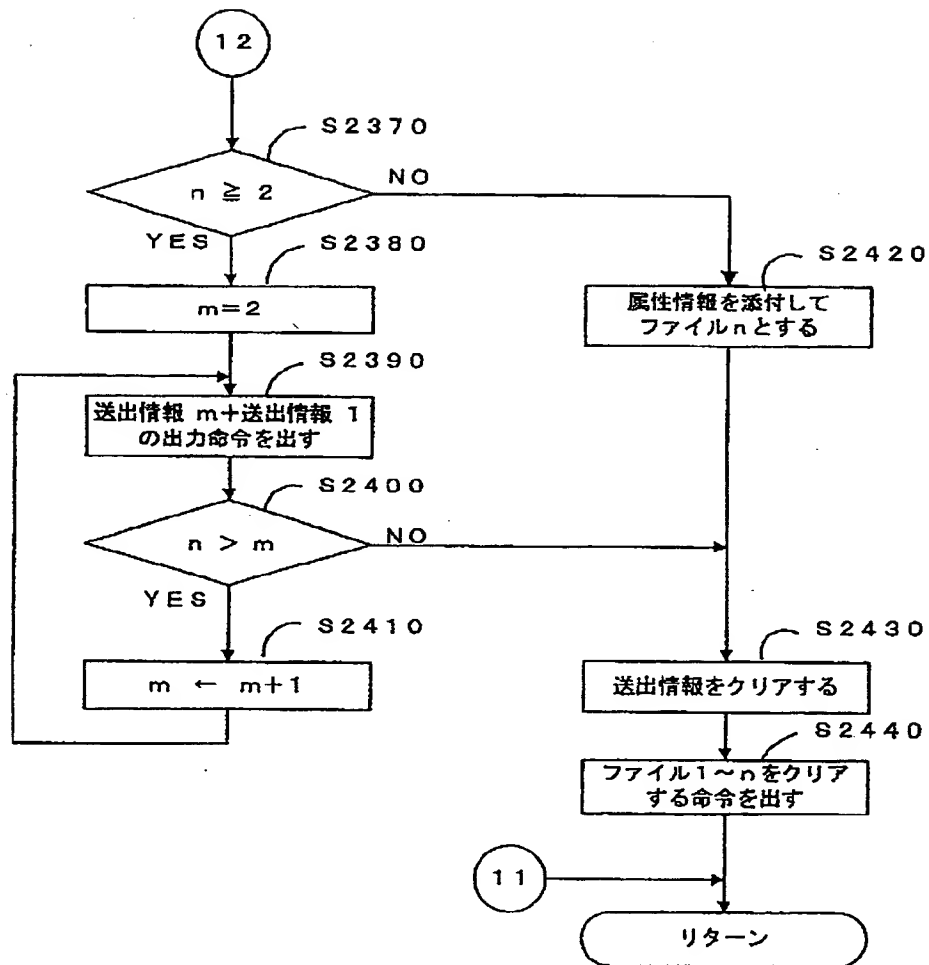 12
S2370
n ≧ 2
NO
YES
S2380
m=2
S2390
送出情報 m+送出情報 1
の出力命令を出す
S2400
n > m
NO
YES
S2410
m ← m+1
S2420
属性情報を添付して
ファイルnとする
S2430
送出情報をクリアする
S2440
ファイル1〜nをクリア
する命令を出す
11
リターン